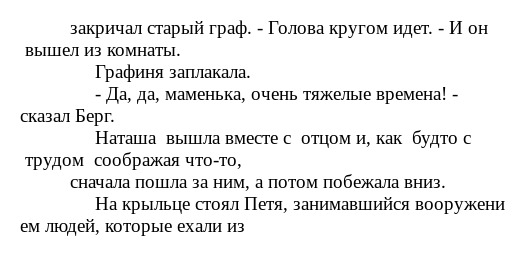 закричал старый граф. - Голова кругом идет. - И он
вышел из комнаты.
Графиня заплакала.
- Да, да, маменька, очень тяжелые времена! -
сказал Берг.
Наташа вышла вместе с отцом и, как будто с
трудом соображая что-то,
сначала пошла за ним, а потом побежала вниз.
На крыльце стоял Петя, занимавшийся вооружени
ем людей, которые ехали из